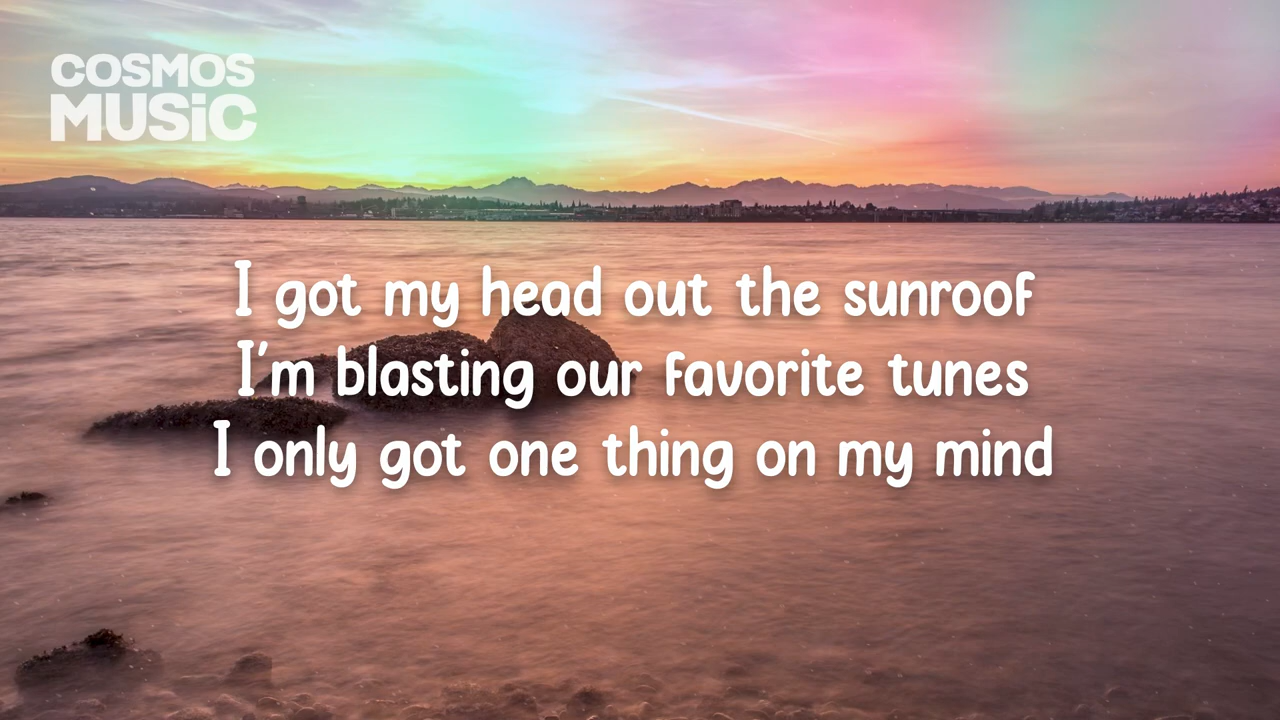 COSMOS
MUSiC
I got my head out the sunroof
I'm blasting our favorite tunes
I only got one thing on my mind